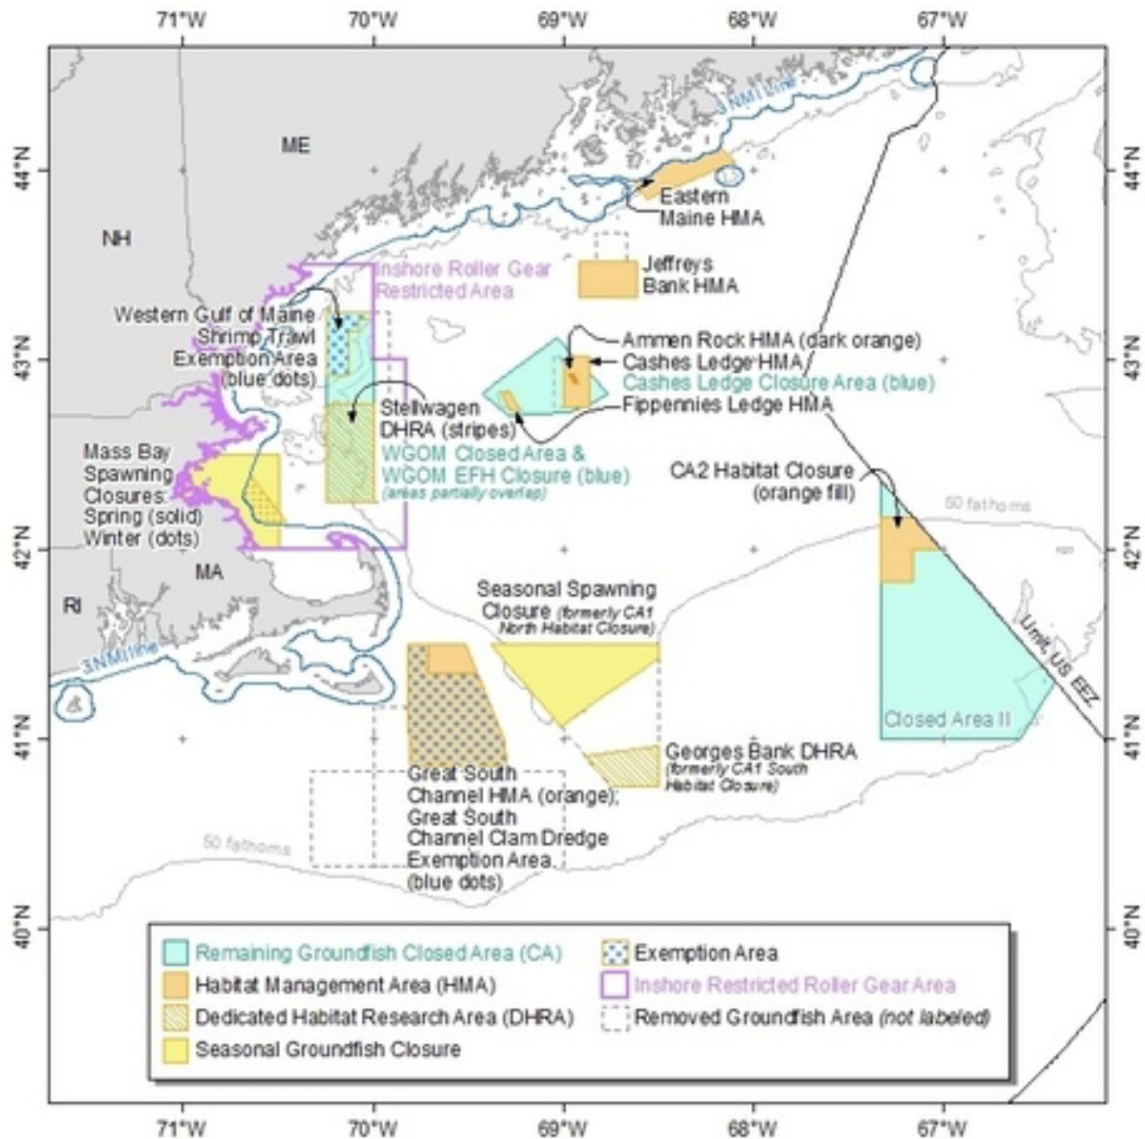 71°W 70°W 69°W 68°W 67°W
44°N
43°N
42°N
41°N
40°N
44°N
43°N
42°N
41°N
40°N
ME
NH
MA
RI
3 NMI Line
Eastern
Maine HMA
Inshore Roller Gear
Restricted Area
Jeffreys
Bank HMA
Western Gulf of Maine
Shrimp Trawl
Exemption Area
(blue dots)
Ammen Rock HMA (dark orange)
Cashes Ledge HMA
Cashes Ledge Closure Area (blue)
Fippennies Ledge HMA
Stellwagen
DHRA (stripes)
WGOM Closed Area &
WGOM EFH Closure (blue)
(areas partially overlap)
Mass Bay
Spawning
Closures:
Spring (solid)
Winter (dots)
CA2 Habitat Closure
(orange fill)
50 fathoms
Seasonal Spawning
Closure (formerly CA1
North Habitat Closure)
3NMI line
Limit, US EEZ
Closed Area II
Georges Bank DHRA
(formerly CA1 South
Habitat Closure)
Great South
Channel HMA (orange);
Great South
Channel Clam Dredge
Exemption Area
(blue dots)
50 fathoms
Remaining Groundfish Closed Area (CA)
Habitat Management Area (HMA)
Dedicated Habitat Research Area (DHRA)
Seasonal Groundfish Closure
Exemption Area
Inshore Restricted Roller Gear Area
Removed Groundfish Area (not labeled)
71°W 70°W 69°W 68°W 67°W